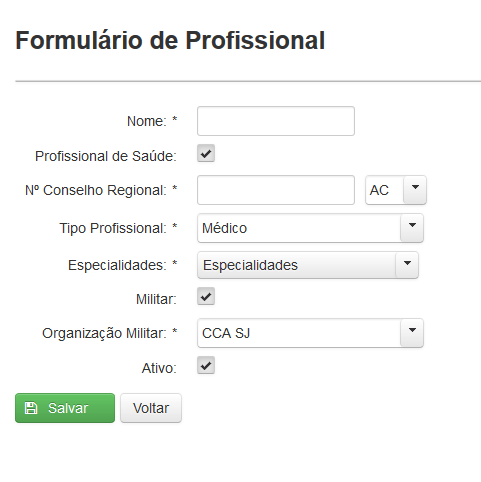 Formulário de Profissional
Nome: *
Profissional de Saúde:
Nº Conselho Regional: * AC
Tipo Profissional: * Médico
Especialidades: * Especialidades
Militar:
Organização Militar: * CCA SJ
Ativo:
Salvar Voltar